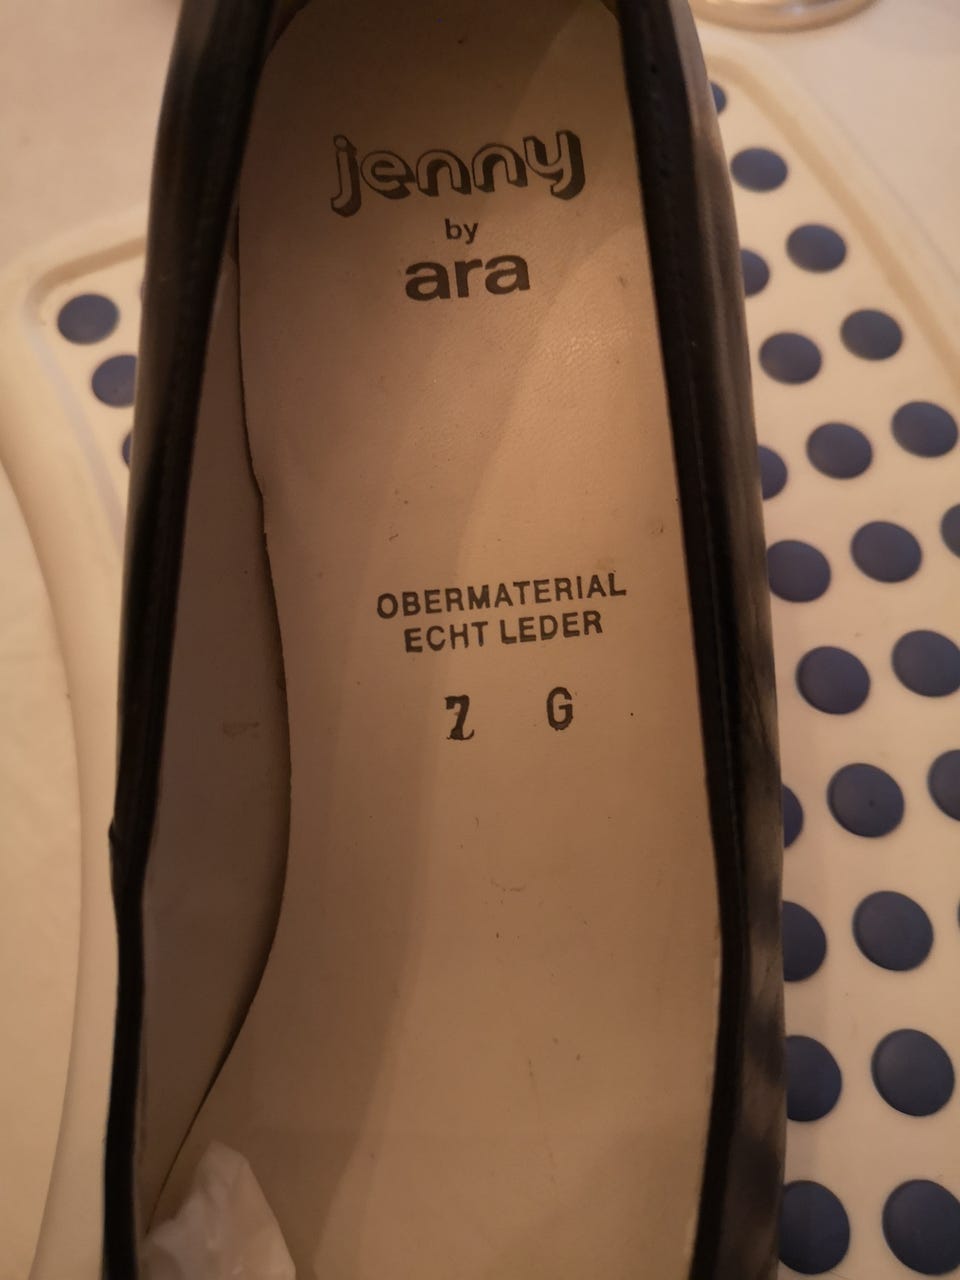 jenny
by
ara
OBERMATERIAL
ECHT LEDER
7 G